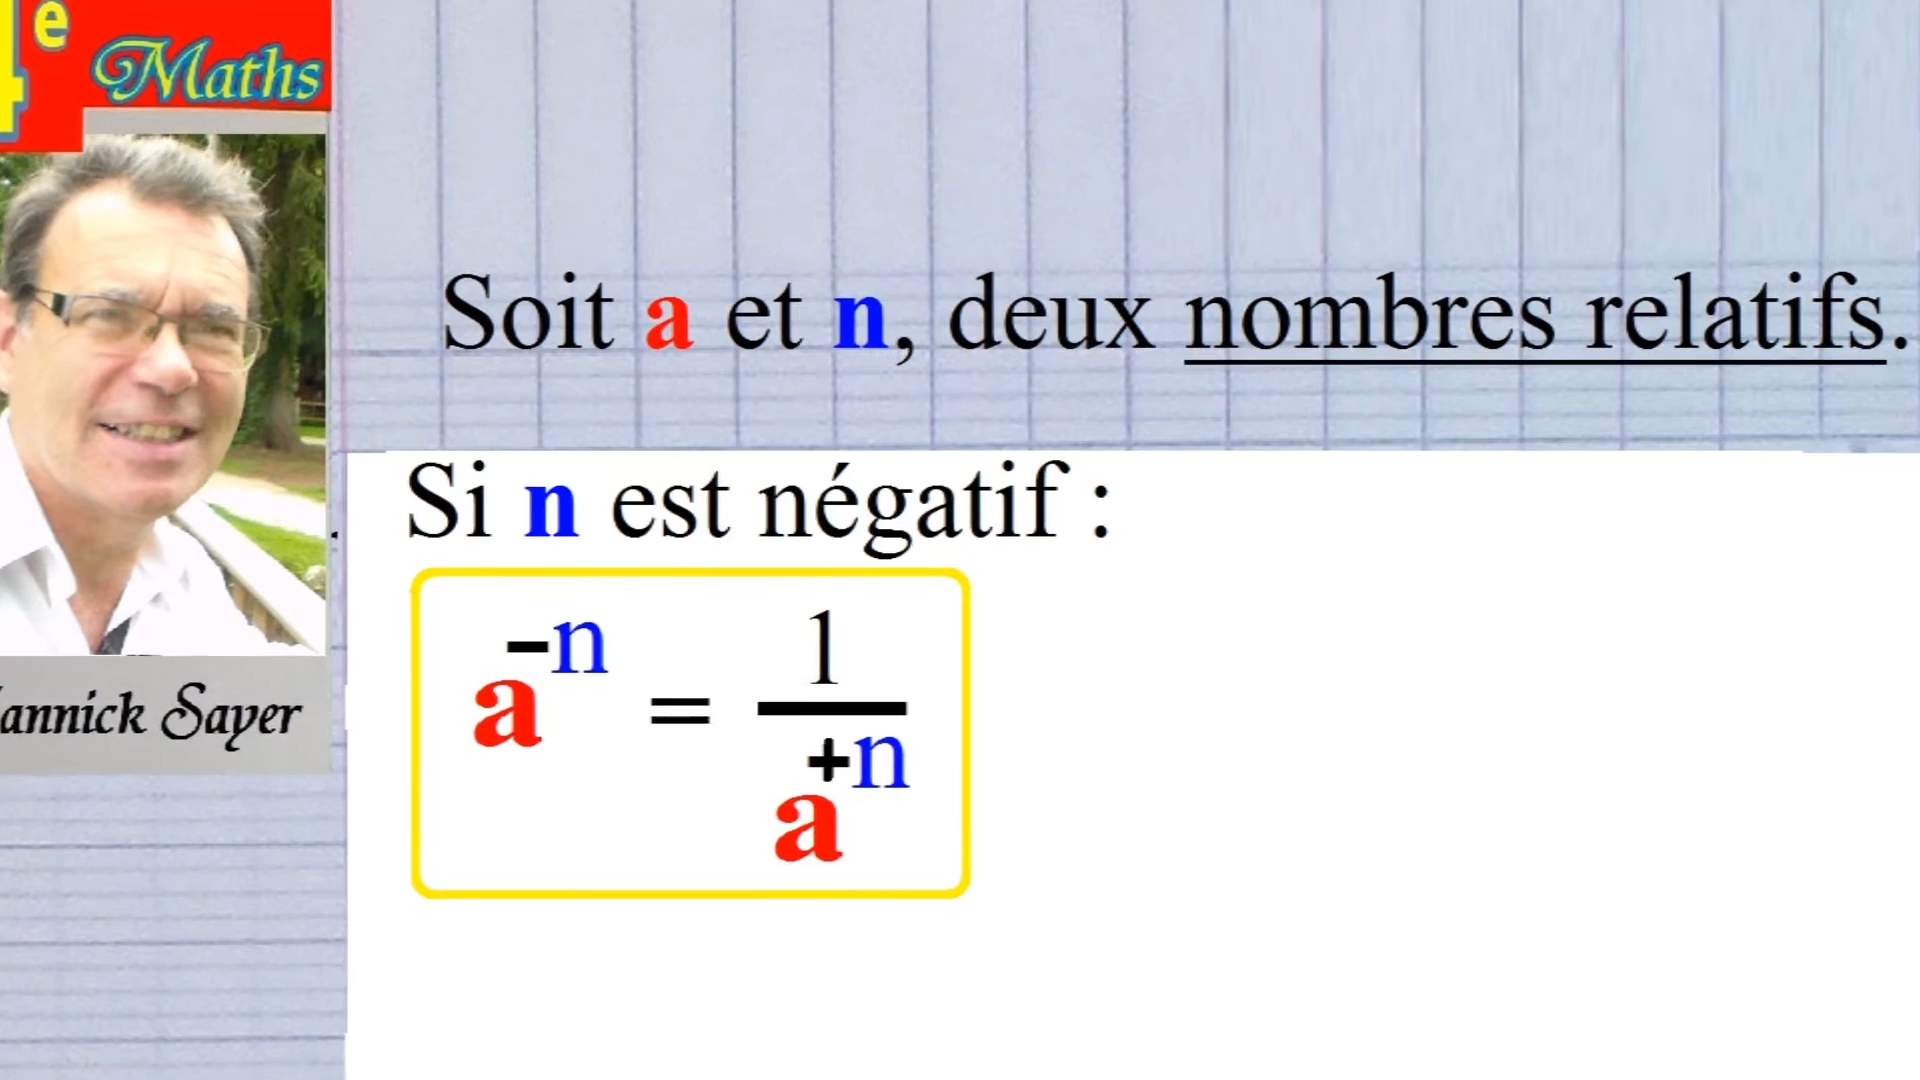 4e
Maths
Soit a et n, deux nombres relatifs.
Si n est négatif :
a⁻ⁿ = 1/a⁺ⁿ
annick Sayer